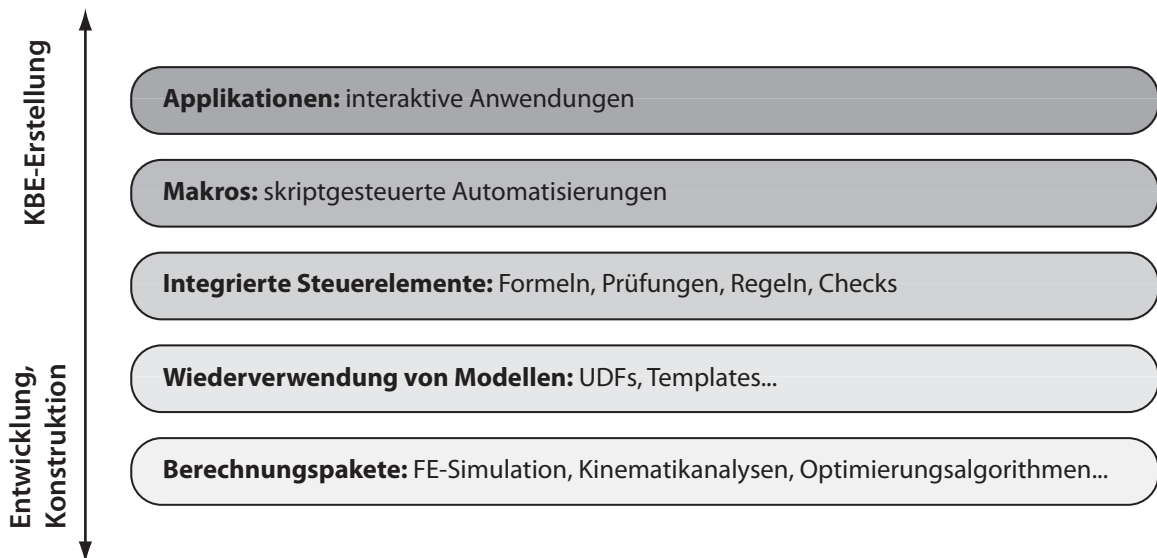 KBE-Erstellung
Applikationen: interaktive Anwendungen
Makros: skriptgesteuerte Automatisierungen
Integrierte Steuerelemente: Formeln, Prüfungen, Regeln, Checks
Entwicklung,
Konstruktion
Wiederverwendung von Modellen: UDFs, Templates...
Berechnungspakete: FE-Simulation, Kinematikanalysen, Optimierungsalgorithmen...